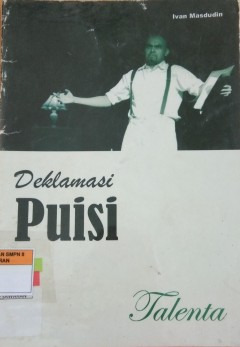 Ivan Masdudin
Deklamasi
Puisi
Talenta